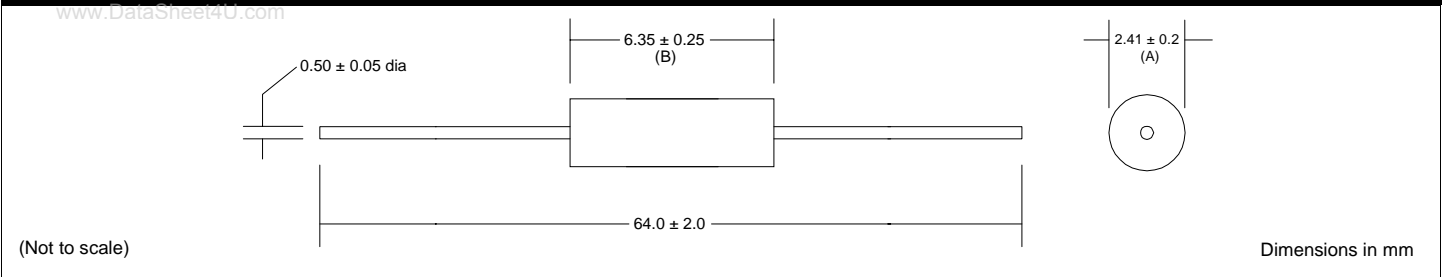 www.DataSheet4U.com
6.35 ± 0.25
(B)
2.41 ± 0.2
(A)
0.50 ± 0.05 dia
64.0 ± 2.0
(Not to scale)
Dimensions in mm